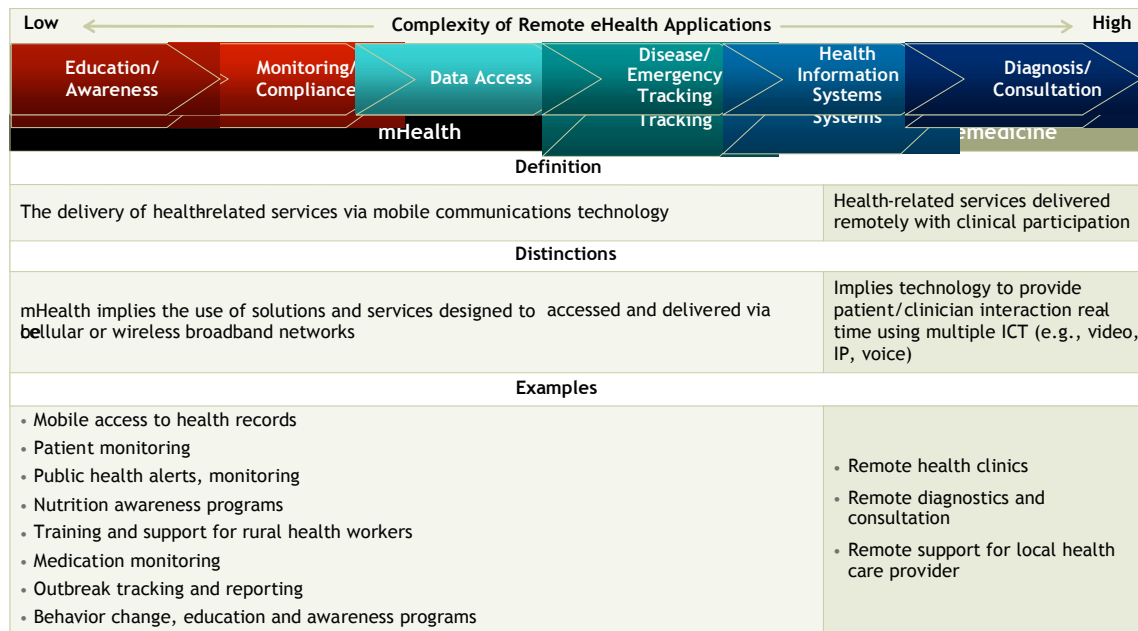 Low
Complexity of Remote eHealth Applications
High
Education/
Awareness
Monitoring/
Compliance
Data Access
Disease/
Emergency
Tracking
Tracking
Health
Information
Systems
Systems
Diagnosis/
Consultation
mHealth
emedicine
Definition
The delivery of health-related services via mobile communications technology
Health-related services delivered
remotely with clinical participation
Distinctions
mHealth implies the use of solutions and services designed to be accessed and delivered via
cellular or wireless broadband networks
Implies technology to provide
patient/clinician interaction real-
time using multiple ICT (e.g., video,
IP, voice)
Examples
• Mobile access to health records
• Patient monitoring
• Public health alerts, monitoring
• Nutrition awareness programs
• Training and support for rural health workers
• Medication monitoring
• Outbreak tracking and reporting
• Behavior change, education and awareness programs
• Remote health clinics
• Remote diagnostics and
consultation
• Remote support for local health
care provider